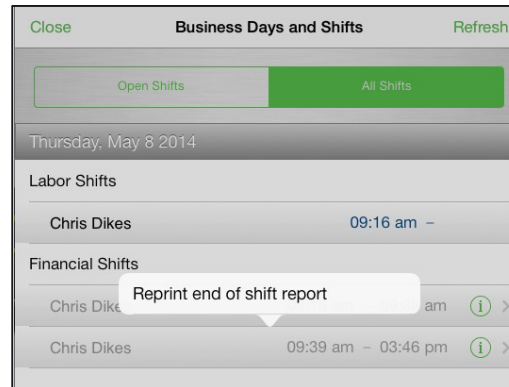 Close Business Days and Shifts Refresh
Open Shifts All Shifts
Thursday, May 8 2014
Labor Shifts
Chris Dikes 09:16 am –
Financial Shifts
Reprint end of shift report
Chris am
Chris Dikes 09:39 am – 03:46 pm